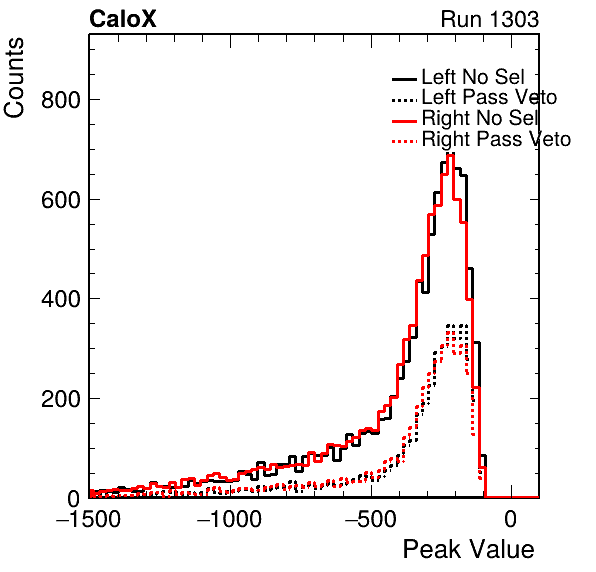 CaloX Run 1303
Counts
Left No Sel
Left Pass Veto
Right No Sel
Right Pass Veto
800
600
400
200
0
−1500 −1000 −500 0
Peak Value